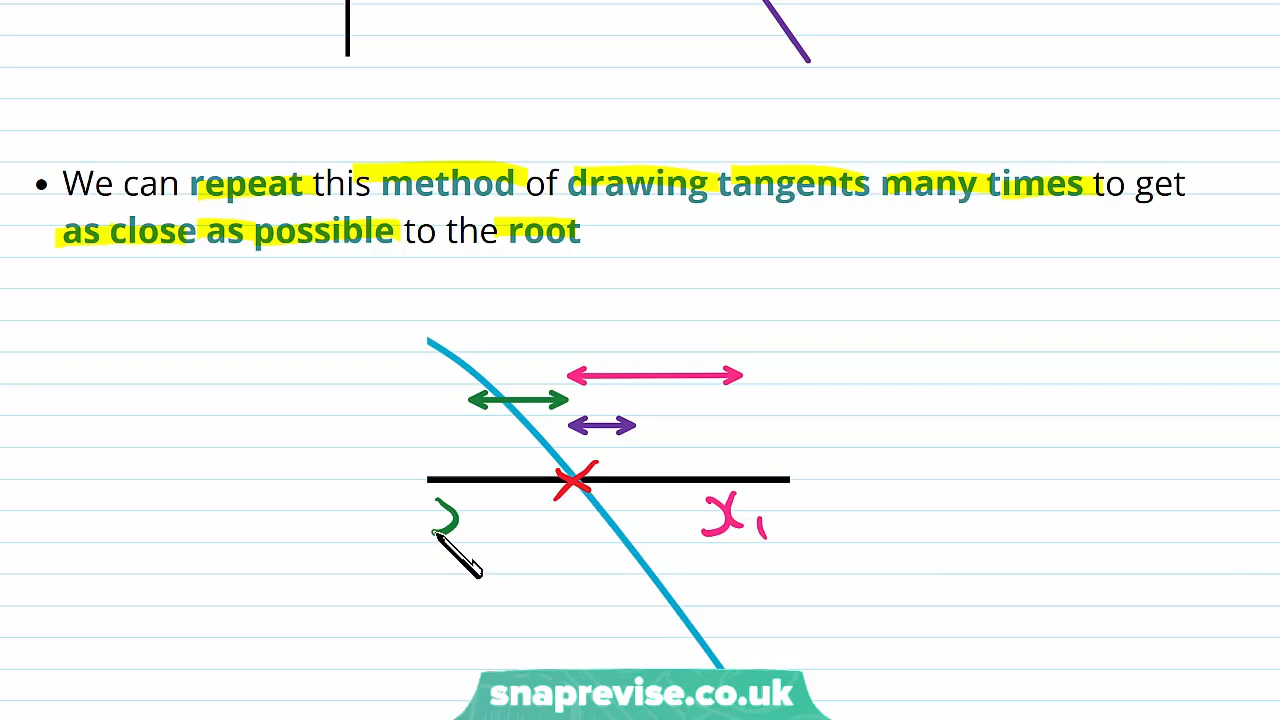 • We can repeat this method of drawing tangents many times to get
as close as possible to the root
x₁
snaprevise.co.uk